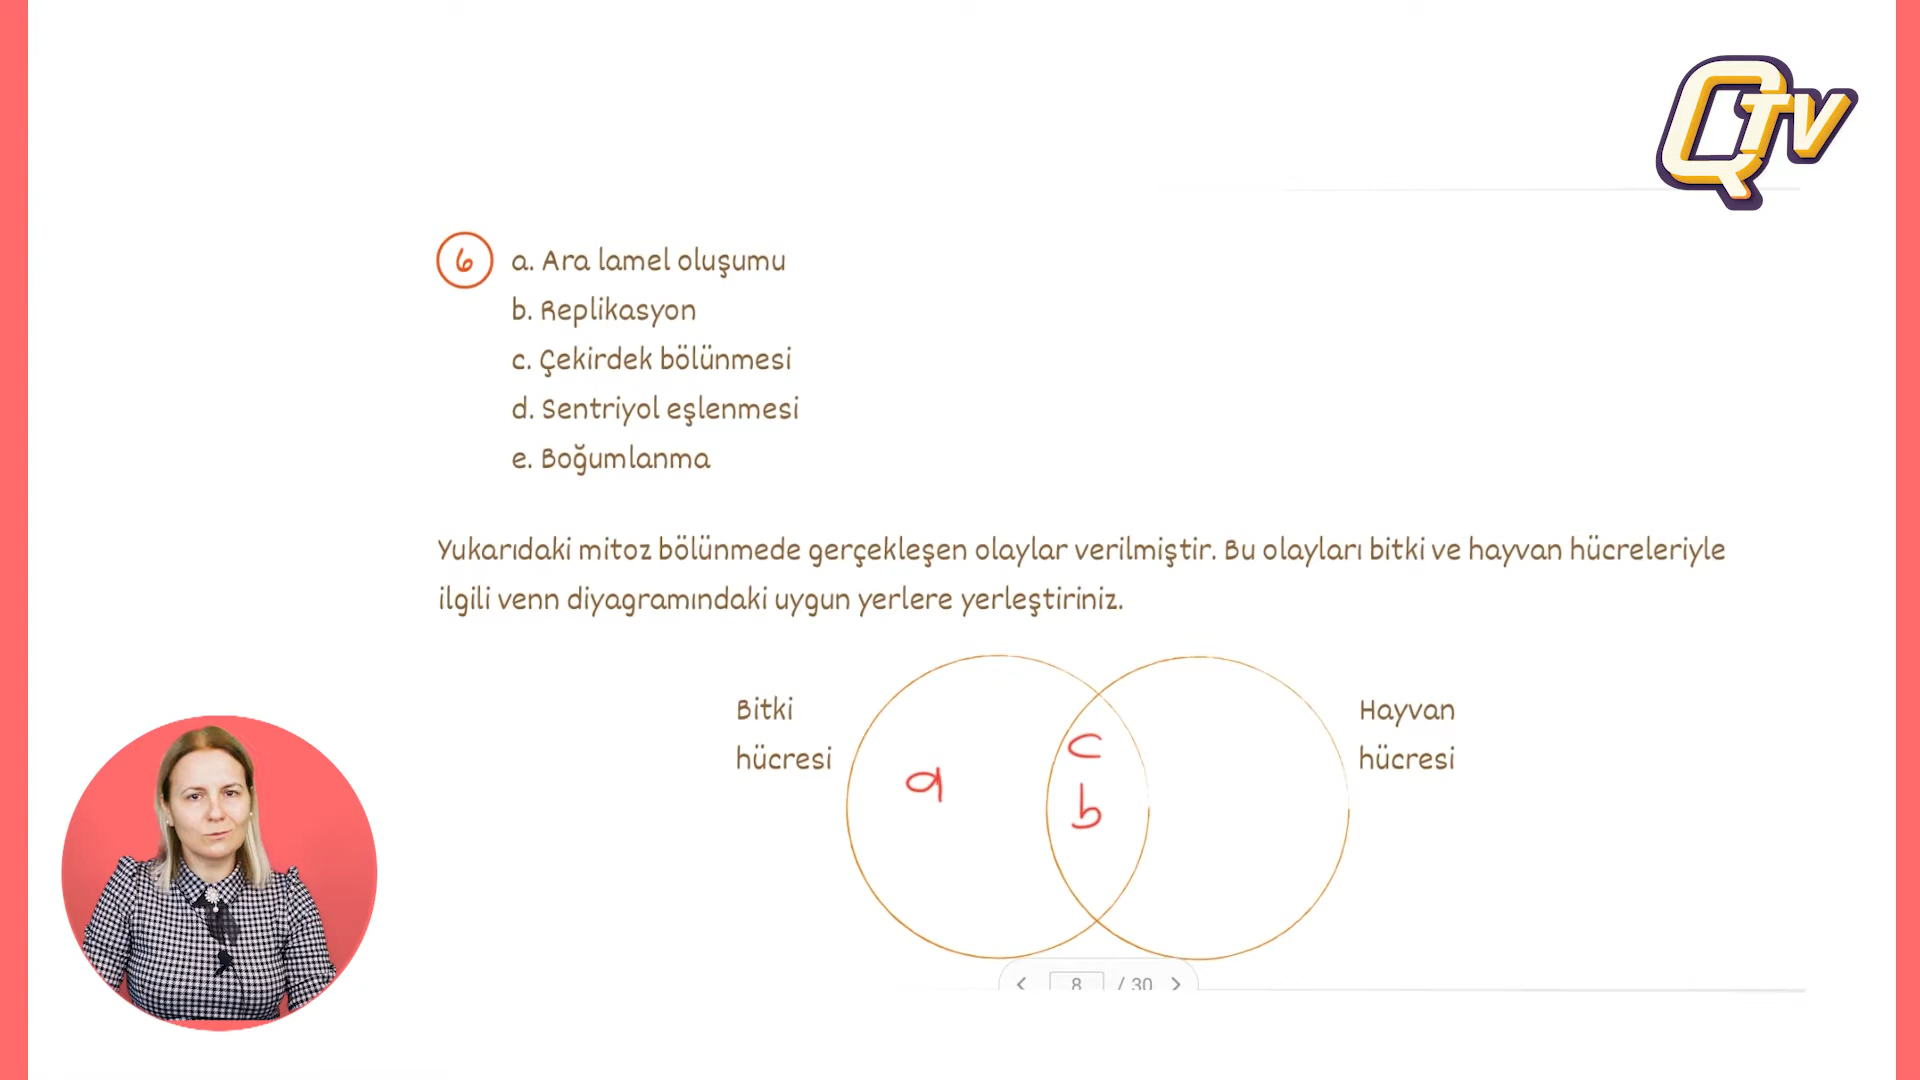 QTV
6 a. Ara lamel oluşumu
b. Replikasyon
c. Çekirdek bölünmesi
d. Sentriyol eşlenmesi
e. Boğumlanma
Yukarıdaki mitoz bölünmede gerçekleşen olaylar verilmiştir. Bu olayları bitki ve hayvan hücreleriyle
ilgili venn diyagramındaki uygun yerlere yerleştiriniz.
Bitki
hücresi
a
c
b
Hayvan
hücresi
8 / 30